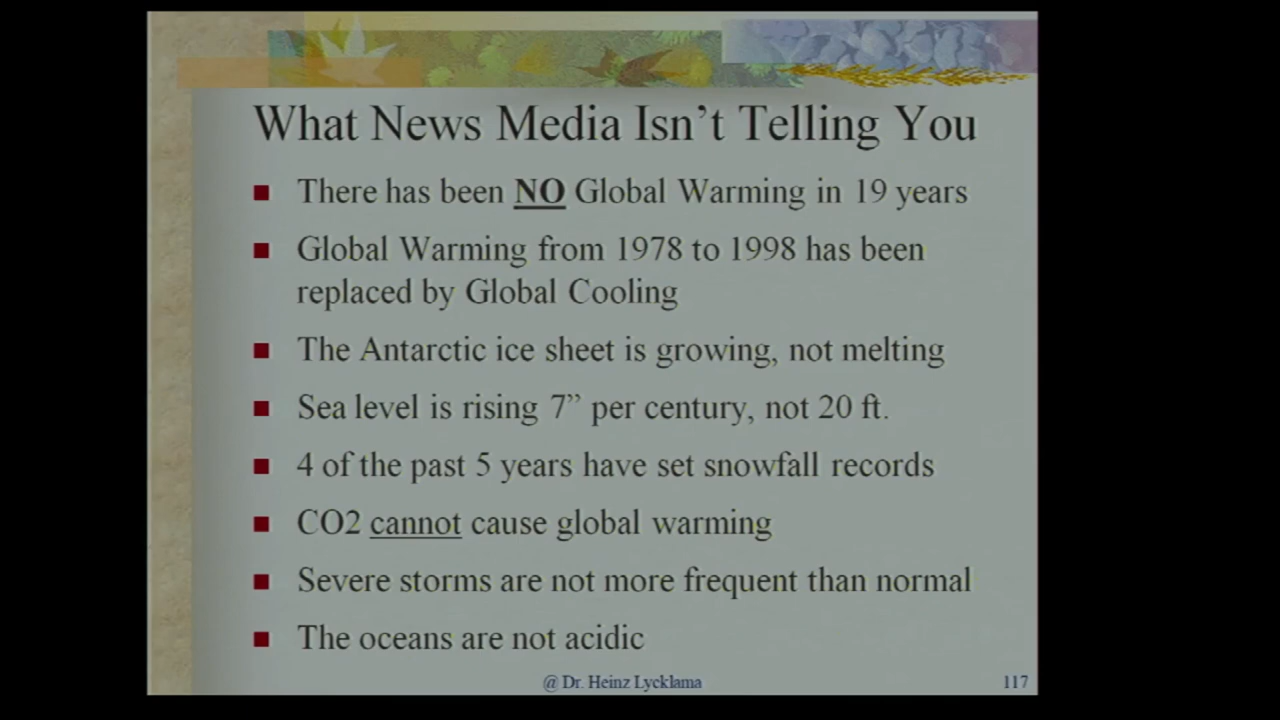 What News Media Isn't Telling You
There has been NO Global Warming in 19 years
Global Warming from 1978 to 1998 has been
replaced by Global Cooling
The Antarctic ice sheet is growing, not melting
Sea level is rising 7” per century, not 20 ft.
4 of the past 5 years have set snowfall records
CO2 cannot cause global warming
Severe storms are not more frequent than normal
The oceans are not acidic
@ Dr. Heinz Lycklama
117